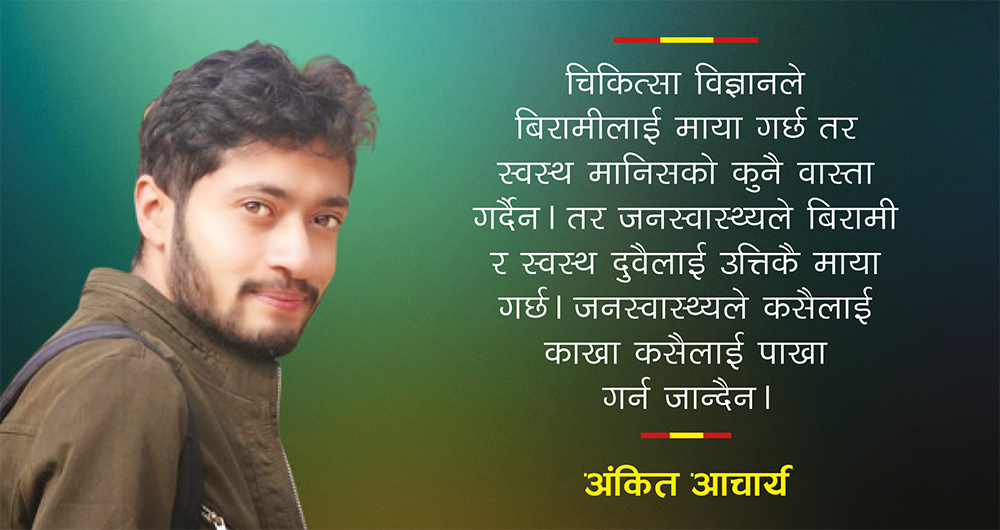 चिकित्सा विज्ञानले
बिरामीलाई माया गर्छ तर
स्वस्थ मानिसको कुनै वास्ता
गर्दैन। तर जनस्वास्थ्यले बिरामी
र स्वस्थ दुवैलाई उत्तिकै माया
गर्छ। जनस्वास्थ्यले कसैलाई
काखा कसैलाई पाखा
गर्न जान्दैन।
अंकित आचार्य